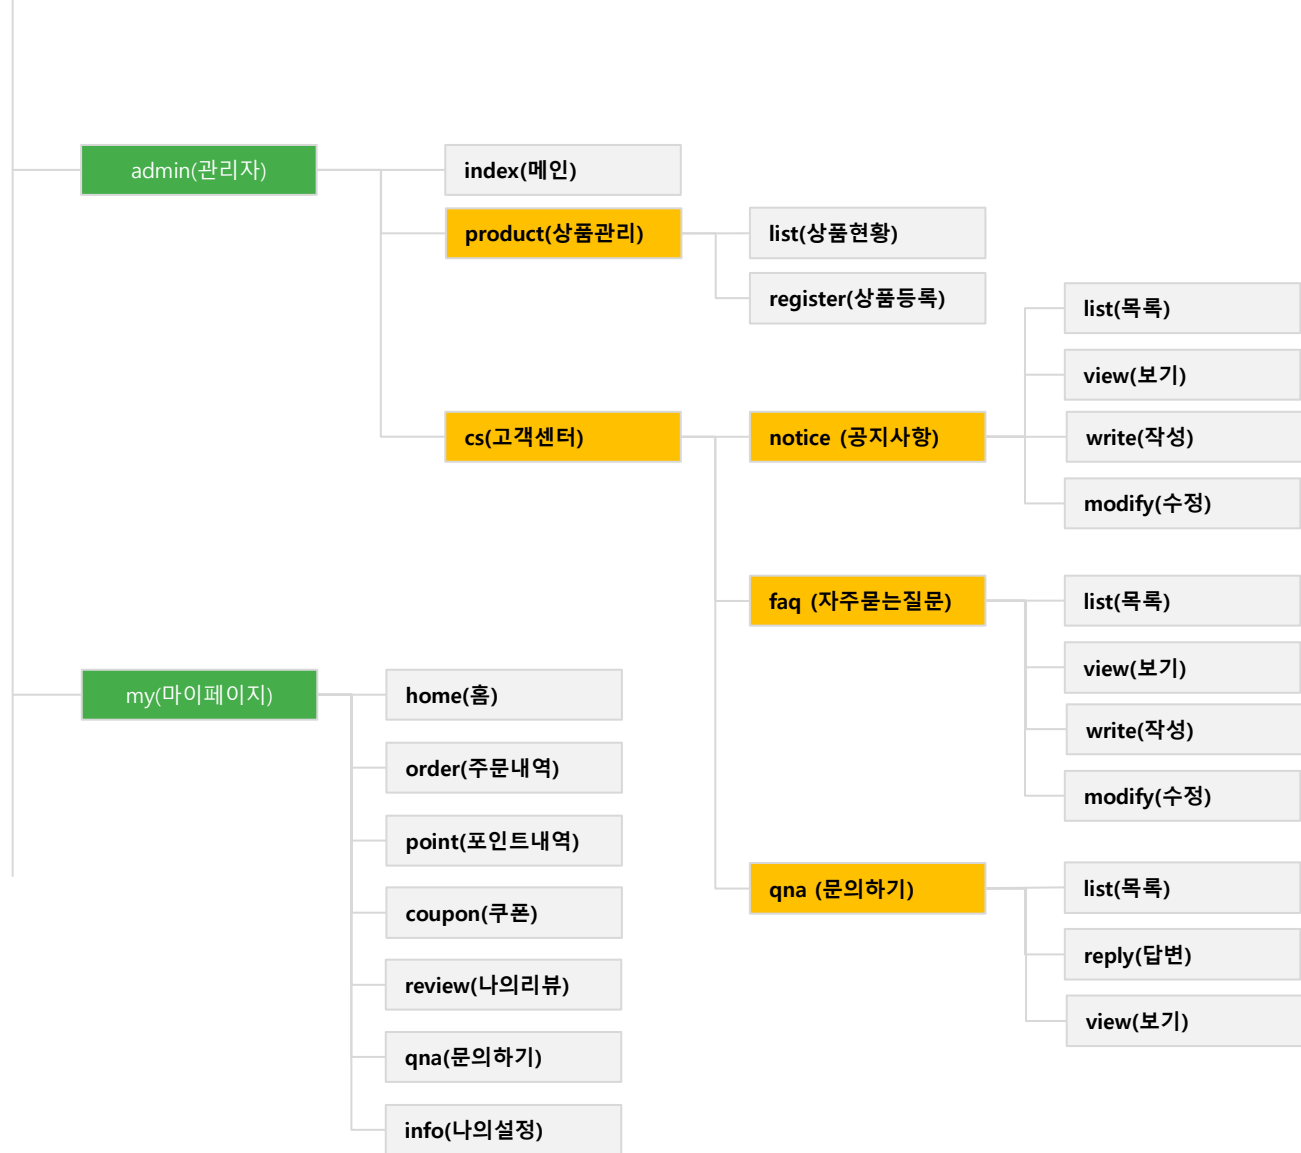 admin(관리자)
index(메인)
product(상품관리)
list(상품현황)
register(상품등록)
cs(고객센터)
notice (공지사항)
list(목록)
view(보기)
write(작성)
modify(수정)
faq (자주묻는질문)
list(목록)
view(보기)
write(작성)
modify(수정)
qna (문의하기)
list(목록)
reply(답변)
view(보기)
my(마이페이지)
home(홈)
order(주문내역)
point(포인트내역)
coupon(쿠폰)
review(나의리뷰)
qna(문의하기)
info(나의설정)